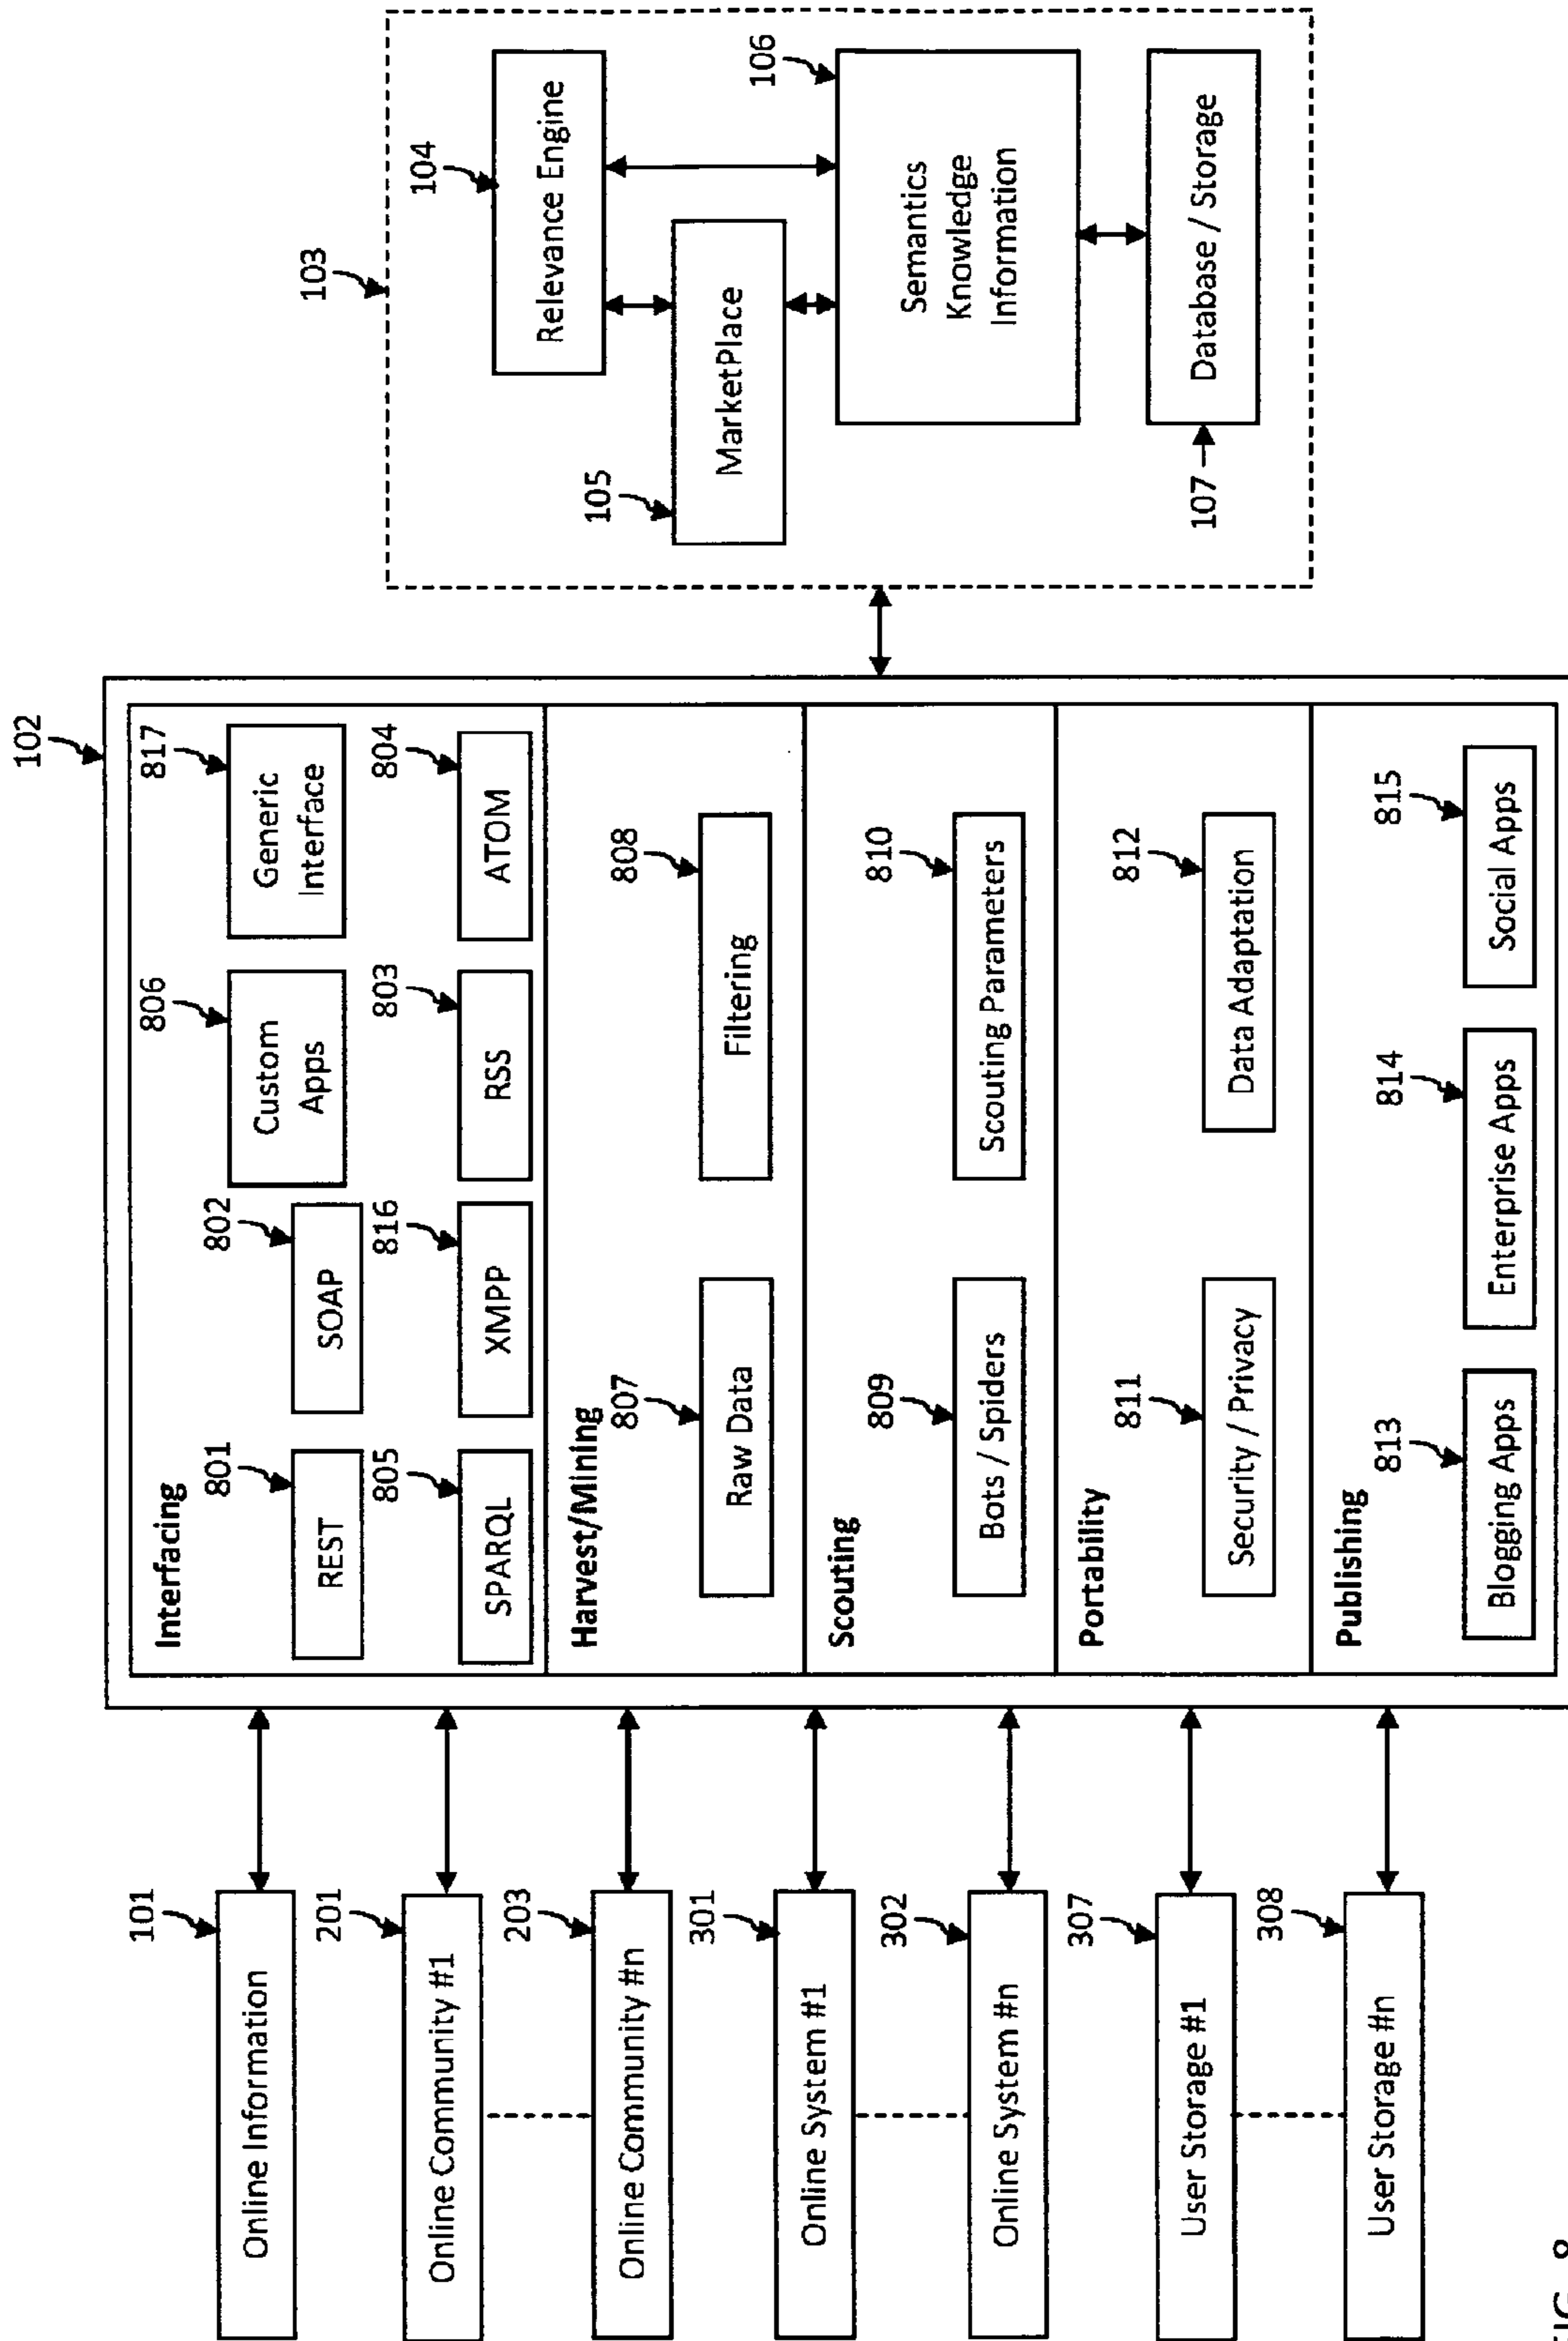 Online Information
101
Online Community #1
201
Online Community #n
203
Online System #1
301
Online System #n
302
User Storage #1
307
User Storage #n
308
102
Interfacing
REST
801
SOAP
802
Custom
Apps
806
Generic
Interface
817
SPARQL
805
XMPP
816
RSS
803
ATOM
804
Harvest/Mining
Raw Data
807
Filtering
808
Scouting
Bots / Spiders
809
Scouting Parameters
810
Portability
Security / Privacy
811
Data Adaptation
812
Publishing
Blogging Apps
813
Enterprise Apps
814
Social Apps
815
103
Relevance Engine
104
MarketPlace
105
Semantics
Knowledge
Information
106
Database / Storage
107
FIG. 8